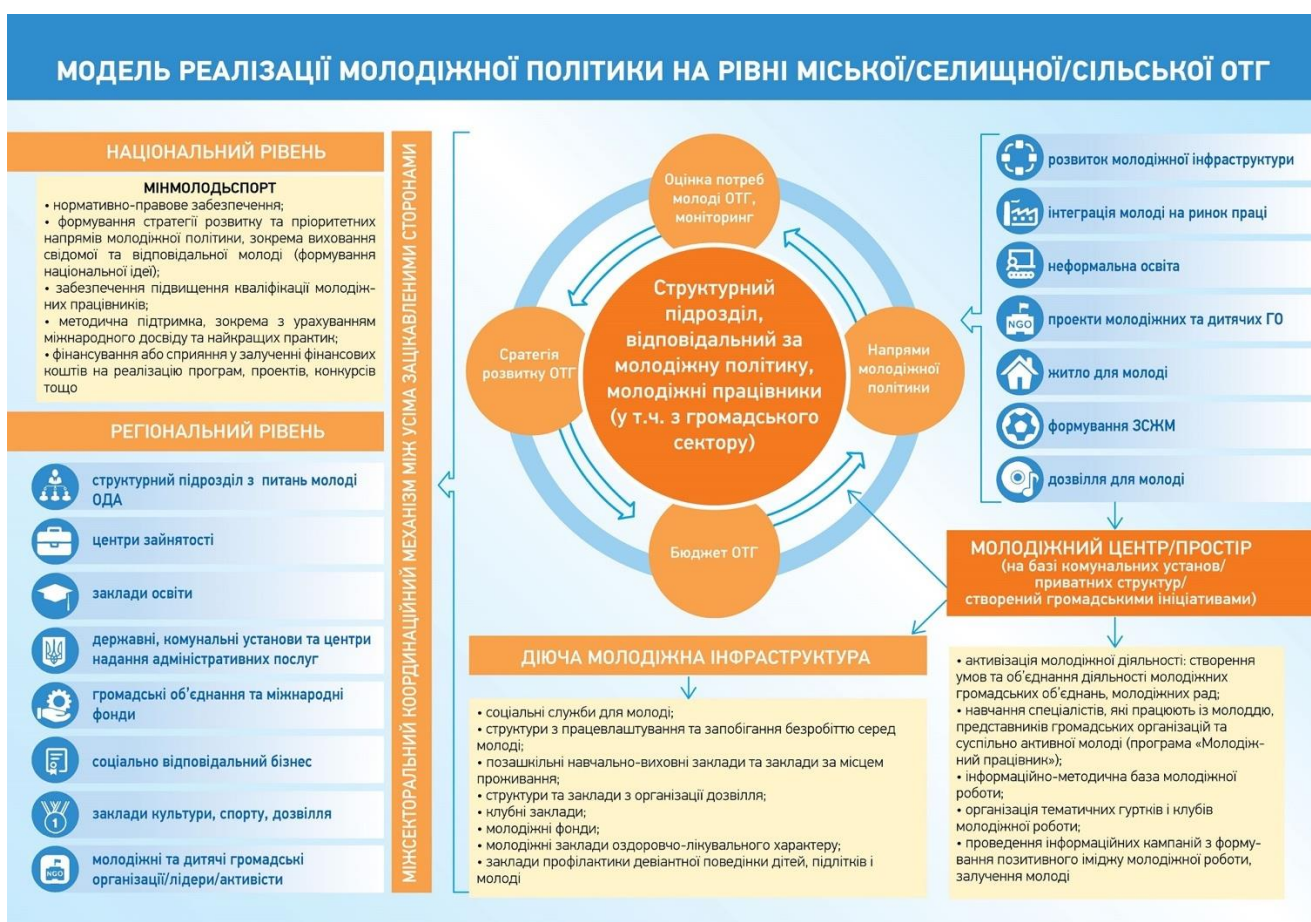 МОДЕЛЬ РЕАЛІЗАЦІЇ МОЛОДІЖНОЇ ПОЛІТИКИ НА РІВНІ МІСЬКОЇ/СЕЛИЩНОЇ/СІЛЬСЬКОЇ ОТГ
НАЦІОНАЛЬНИЙ РІВЕНЬ
МІНМОЛОДЬСПОРТ
• нормативно-правове забезпечення;
• формування стратегії розвитку та пріоритетних
напрямів молодіжної політики, зокрема виховання
свідомої та відповідальної молоді (формування
національної ідеї);
• забезпечення підвищення кваліфікації молодіж-
них працівників;
• методична підтримка, зокрема з урахуванням
міжнародного досвіду та найкращих практик;
• фінансування або сприяння у залученні фінансових
коштів на реалізацію програм, проектів, конкурсів
тощо
РЕГІОНАЛЬНИЙ РІВЕНЬ
структурний підрозділ з питань молоді
ОДА
центри зайнятості
заклади освіти
державні, комунальні установи та центри
надання адміністративних послуг
громадські об’єднання та міжнародні
фонди
соціально відповідальний бізнес
1
заклади культури, спорту, дозвілля
NGO
молодіжні та дитячі громадські
організації/лідери/активісти
МІЖСЕКТОРАЛЬНИЙ КООРДИНАЦІЙНИЙ МЕХАНІЗМ МІЖ УСІМА ЗАЦІКАВЛЕНИМИ СТОРОНАМИ
Оцінка потреб
молоді ОТГ,
моніторинг
Сратегія
розвитку ОТГ
Структурний
підрозділ,
відповідальний за
молодіжну політику,
молодіжні працівники
(у т.ч. з громадського
сектору)
Напрями
молодіжної
політики
Бюджет ОТГ
розвиток молодіжної інфраструктури
інтеграція молоді на ринок праці
неформальна освіта
NGO
проекти молодіжних та дитячих ГО
житло для молоді
формування ЗСЖМ
дозвілля для молоді
МОЛОДІЖНИЙ ЦЕНТР/ПРОСТІР
(на базі комунальних установ/
приватних структур/
створений громадськими ініціативами)
• активізація молодіжної діяльності: створення
умов та об’єднання діяльності молодіжних
громадських об’єднань, молодіжних рад;
• навчання спеціалістів, які працюють із молоддю,
представників громадських організацій та
суспільно активної молоді (програма «Молодіж-
ний працівник»);
• інформаційно-методична база молодіжної
роботи;
• організація тематичних гуртків і клубів
молодіжної роботи;
• проведення інформаційних кампаній з форму-
вання позитивного іміджу молодіжної роботи,
залучення молоді
ДІЮЧА МОЛОДІЖНА ІНФРАСТРУКТУРА
• соціальні служби для молоді;
• структури з працевлаштування та запобігання безробіттю серед
молоді;
• позашкільні навчально-виховні заклади та заклади за місцем
проживання;
• структури та заклади з організації дозвілля;
• клубні заклади;
• молодіжні фонди;
• молодіжні заклади оздоровчо-лікувального характеру;
• заклади профілактики девіантної поведінки дітей, підлітків і
молоді